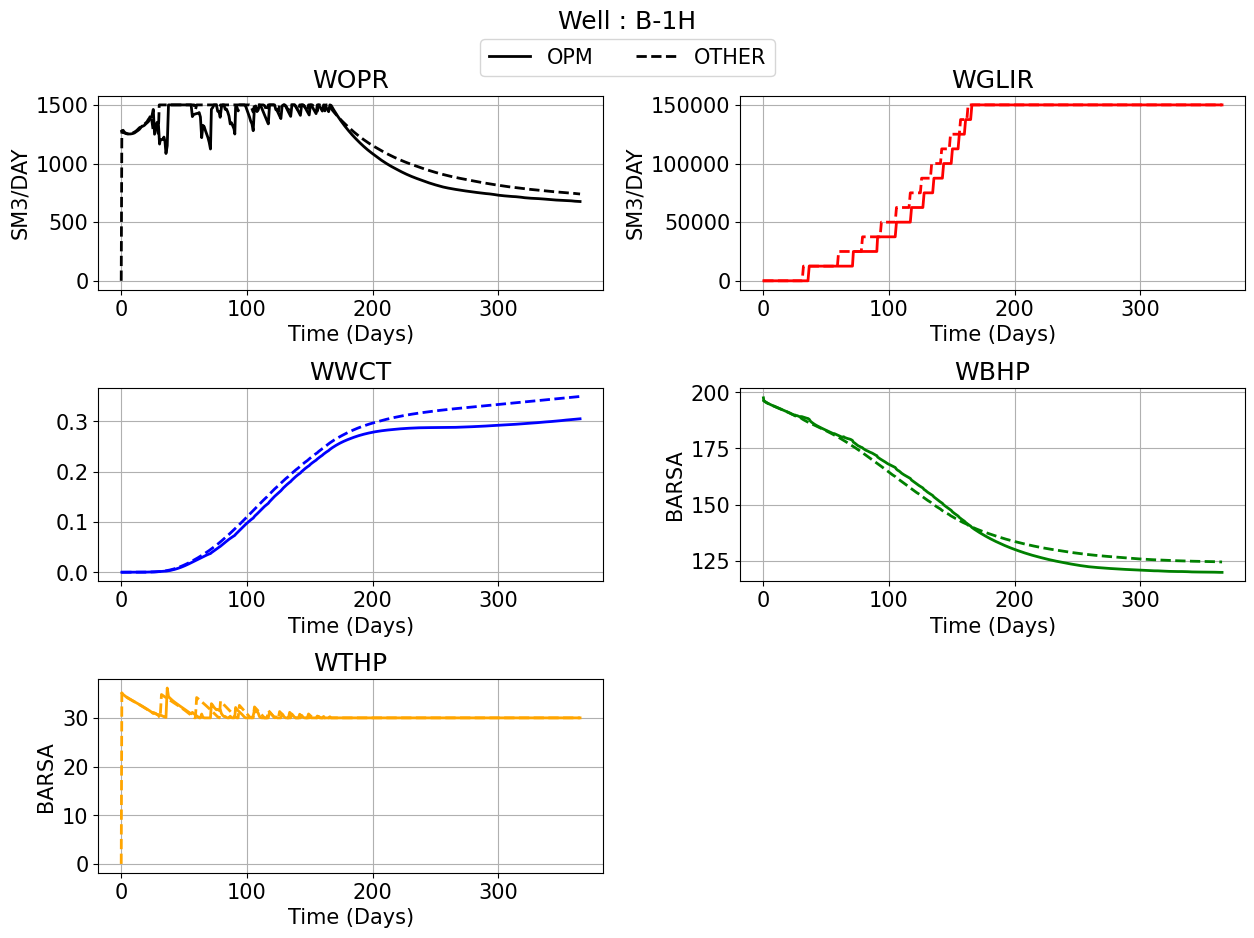 Well : B-1H
OPM OTHER
WOPR
1500
1000
500
0
SM3/DAY
0 100 200 300
Time (Days)
WGLIR
150000
100000
50000
0
SM3/DAY
0 100 200 300
Time (Days)
WWCT
0.3
0.2
0.1
0.0
0 100 200 300
Time (Days)
WBHP
200
175
150
125
BARSA
0 100 200 300
Time (Days)
WTHP
30
20
10
0
BARSA
0 100 200 300
Time (Days)